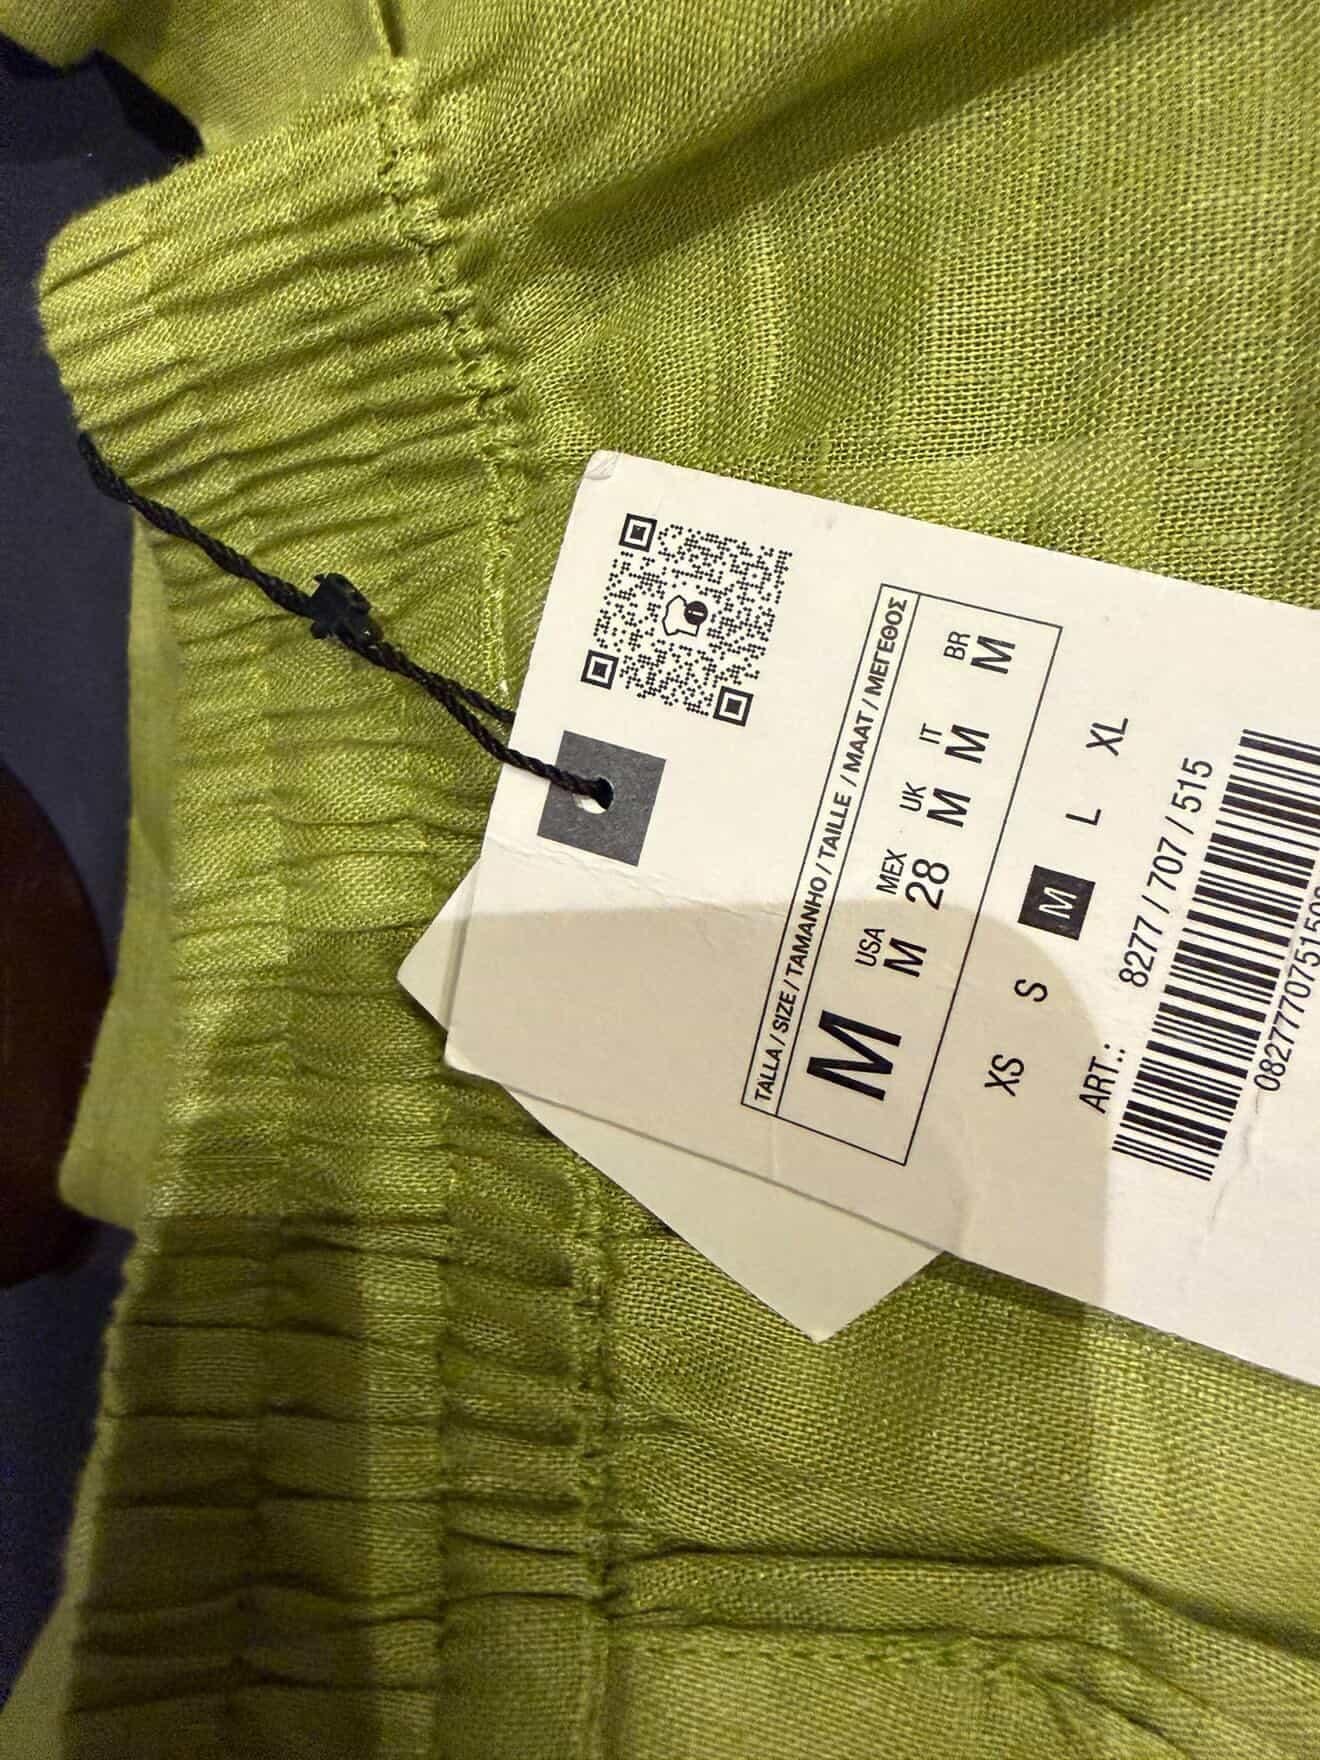 TALLA / SIZE / TAMANHO / TAILLE / MAAT / ΜΕΓΕΘΟΣ
M USA M MEX 28 UK M IT M BR M
XS S M L XL
ART.: 8277 / 707 / 515